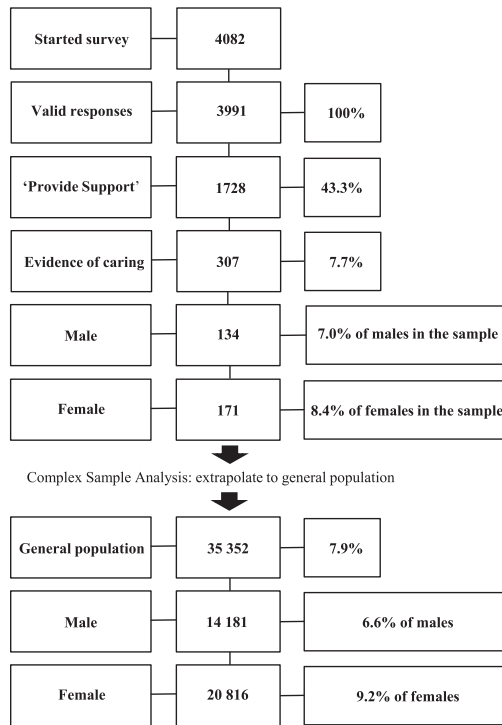 Started survey 4082
Valid responses 3991 100%
‘Provide Support’ 1728 43.3%
Evidence of caring 307 7.7%
Male 134 7.0% of males in the sample
Female 171 8.4% of females in the sample
Complex Sample Analysis: extrapolate to general population
General population 35 352 7.9%
Male 14 181 6.6% of males
Female 20 816 9.2% of females